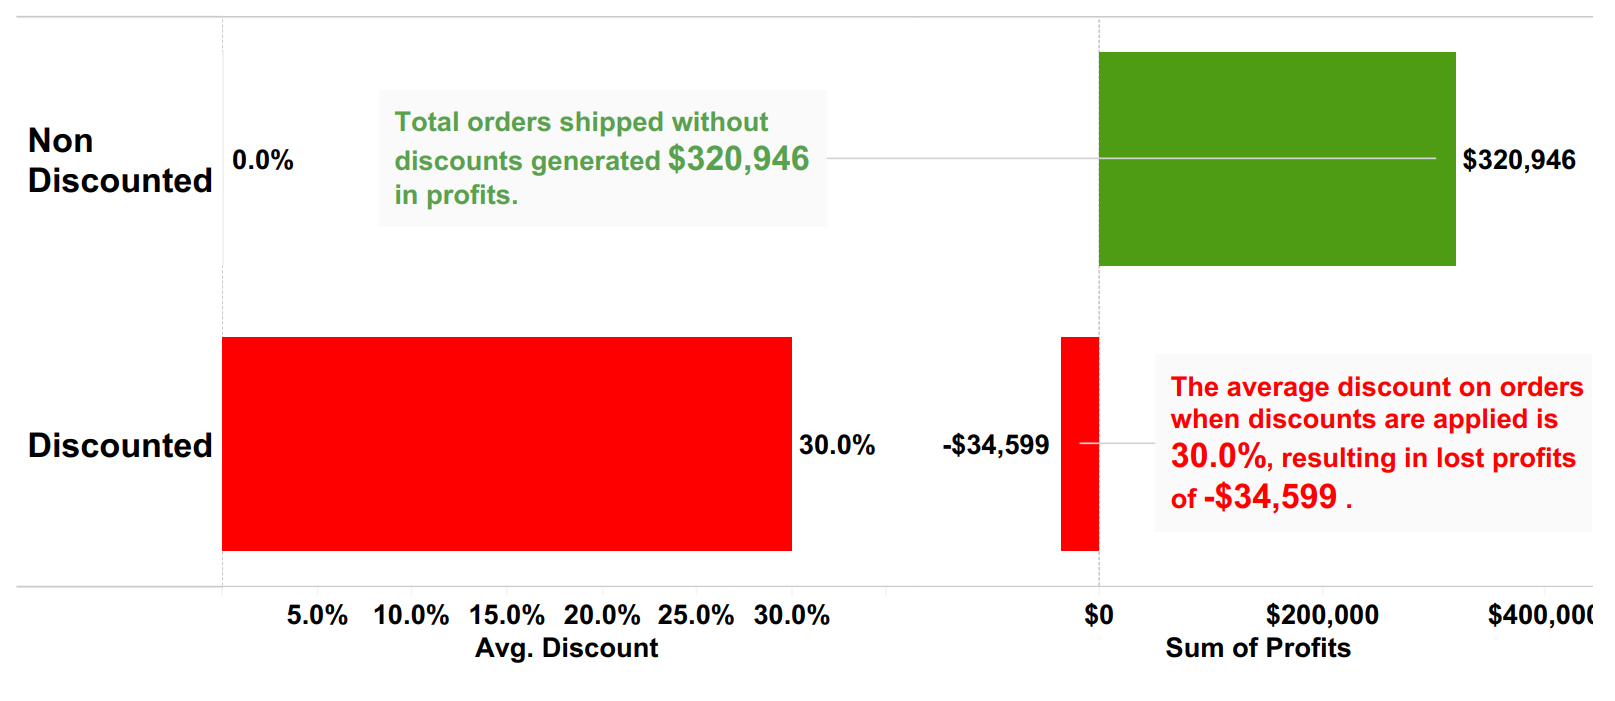 Non
Discounted
0.0%
Total orders shipped without
discounts generated $320,946
in profits.
$320,946
Discounted
30.0%
-$34,599
The average discount on orders
when discounts are applied is
30.0%, resulting in lost profits
of -$34,599 .
5.0% 10.0% 15.0% 20.0% 25.0% 30.0%
Avg. Discount
$0 $200,000 $400,000
Sum of Profits